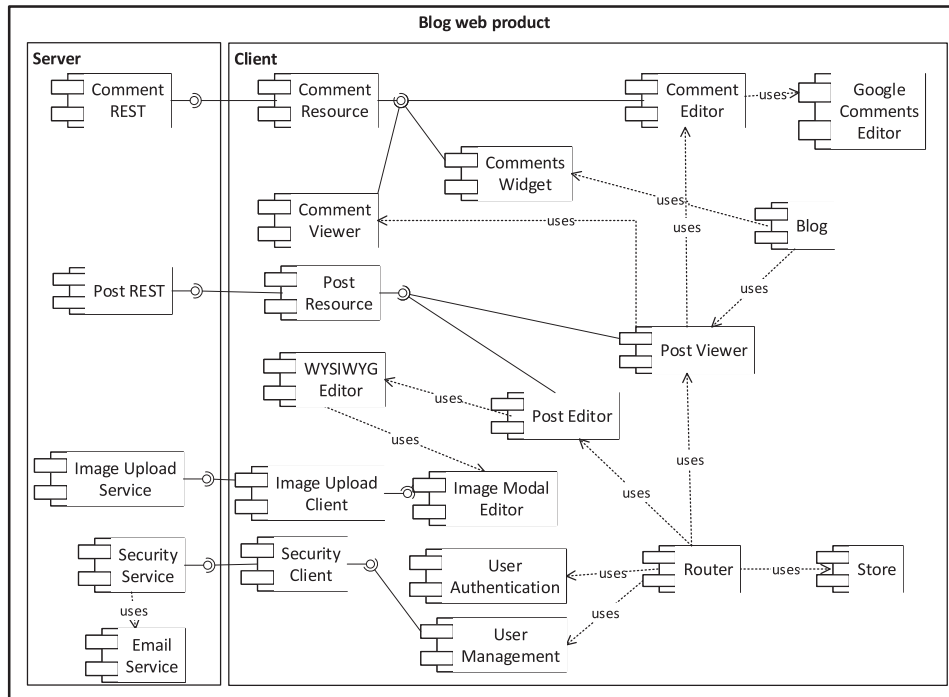 Blog web product
Server
Client
Comment
REST
Comment
Resource
Comment
Editor
uses
Google
Comments
Editor
Comments
Widget
Comment
Viewer
uses
uses
uses
Blog
Post REST
Post
Resource
uses
Post Viewer
WYSIWYG
Editor
uses
Post Editor
uses
Image Upload
Service
Image Upload
Client
Image Modal
Editor
uses
uses
Security
Service
Security
Client
User
Authentication
uses
Router
uses
Store
uses
Email
Service
User
Management
uses